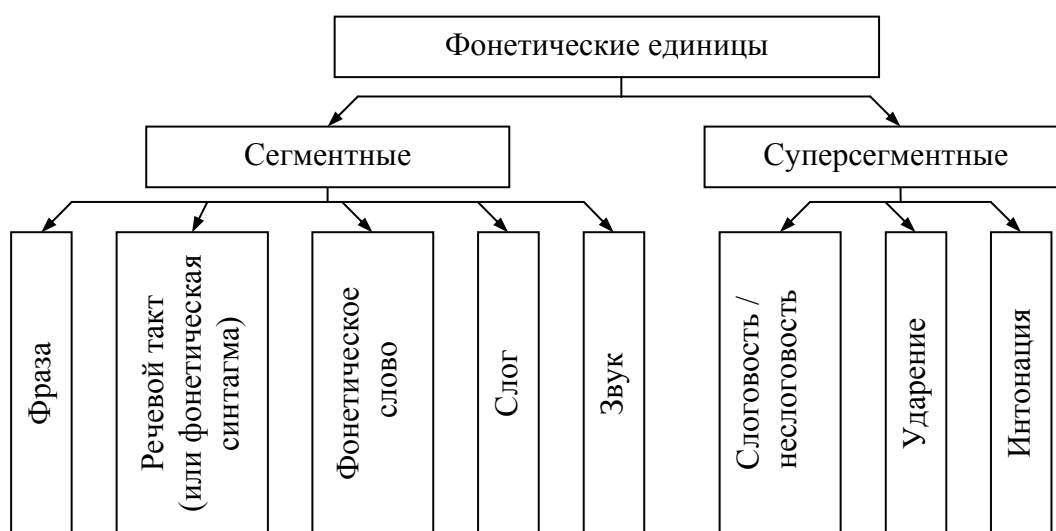 Фонетические единицы
Сегментные
Суперсегментные
Фраза
Речевой такт
(или фонетическая
синтагма)
Фонетическое
слово
Слог
Звук
Слоговость /
неслоговость
Ударение
Интонация